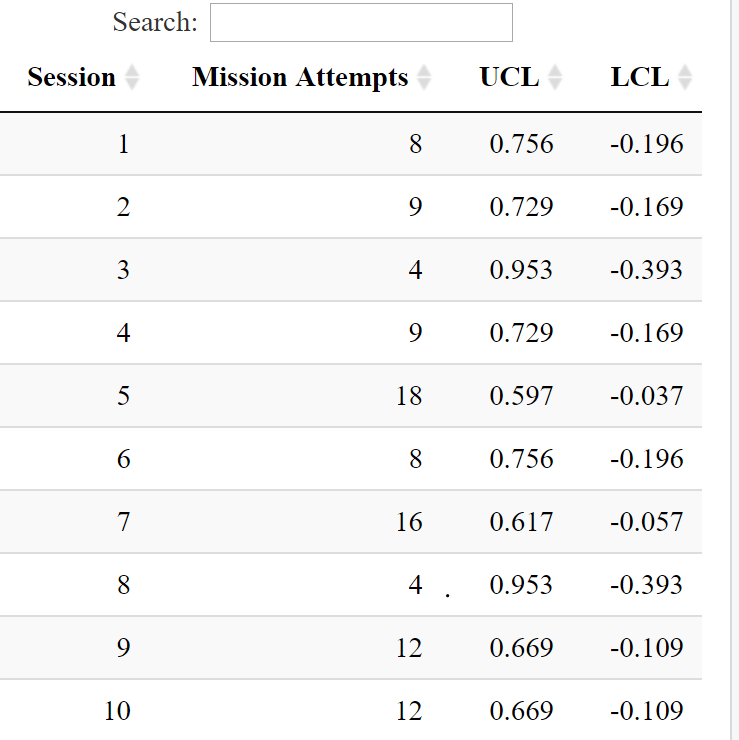 Search:
Session Mission Attempts UCL LCL
1 8 0.756 -0.196
2 9 0.729 -0.169
3 4 0.953 -0.393
4 9 0.729 -0.169
5 18 0.597 -0.037
6 8 0.756 -0.196
7 16 0.617 -0.057
8 4 . 0.953 -0.393
9 12 0.669 -0.109
10 12 0.669 -0.109